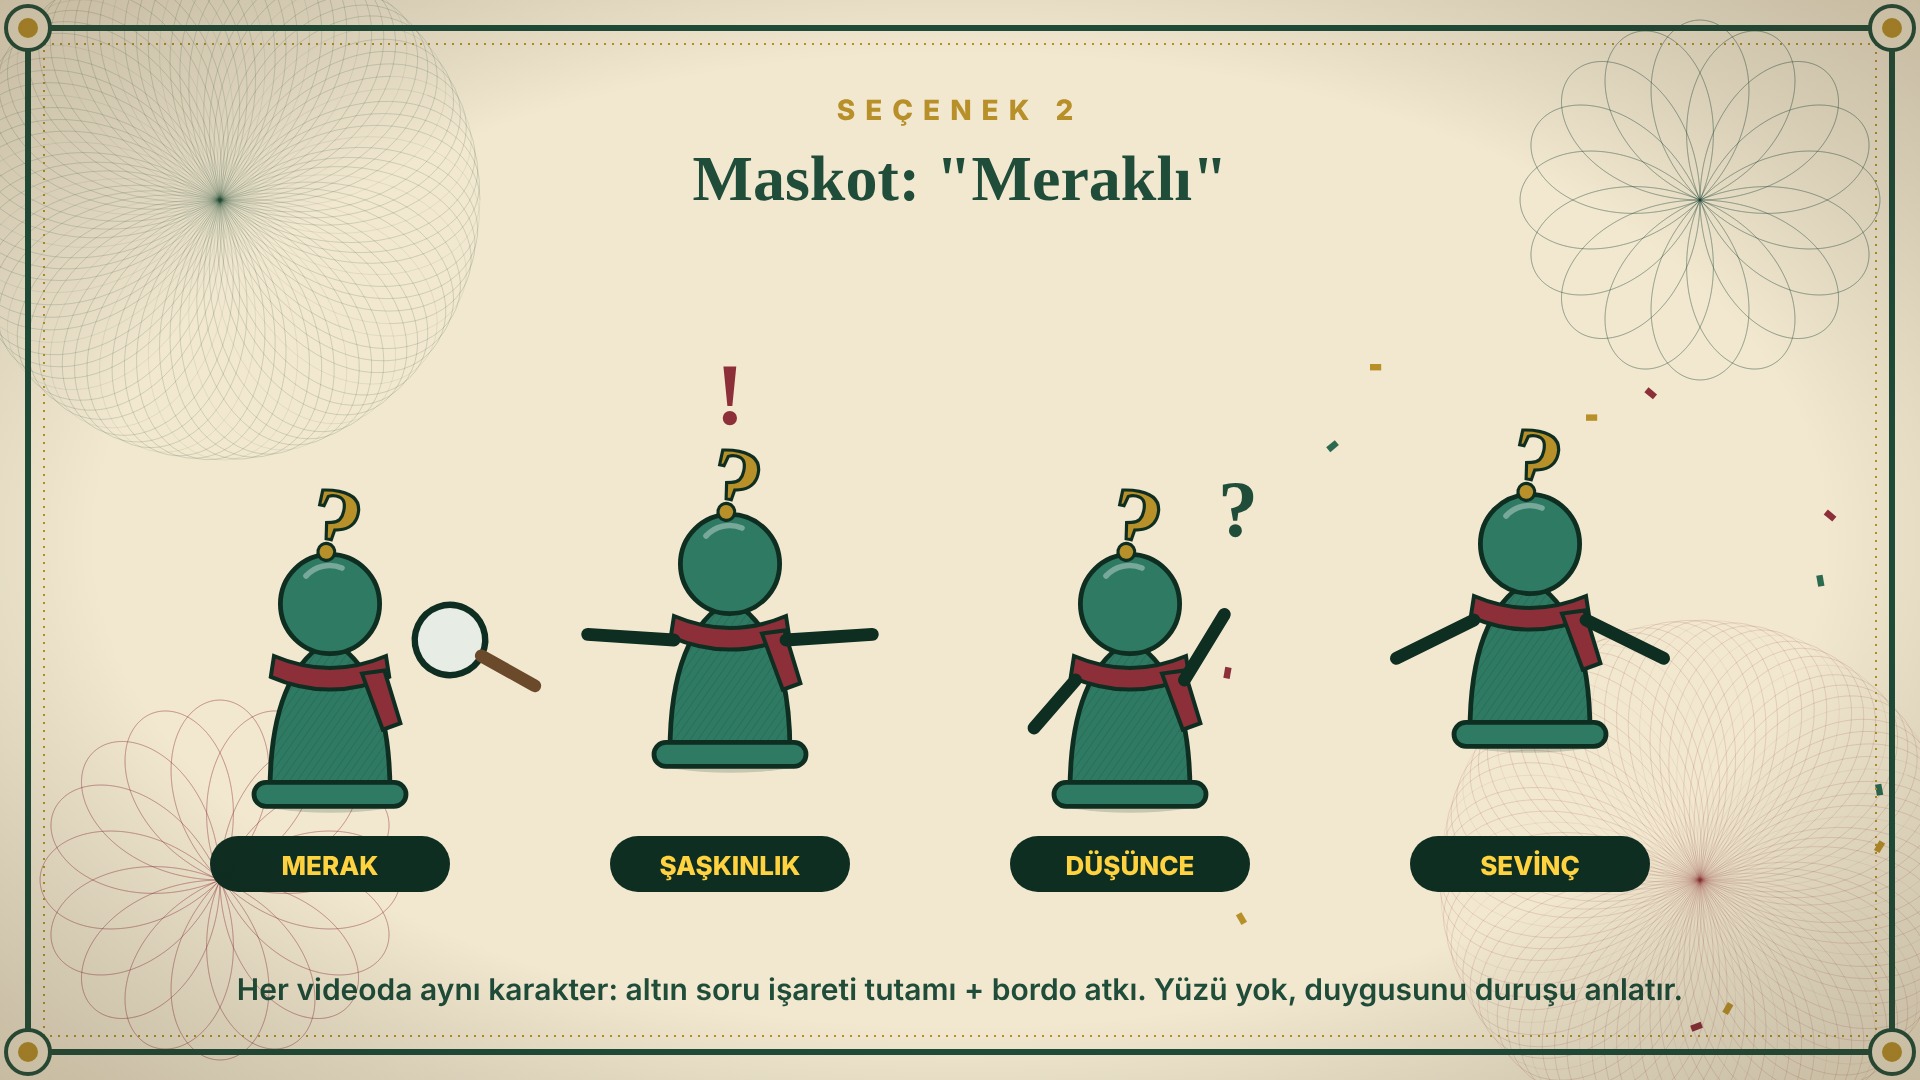 SEÇENEK 2
Maskot: "Meraklı"
!
? ? ? ? ?
MERAK
ŞAŞKINLIK
DÜŞÜNCE
SEVİNÇ
Her videoda aynı karakter: altın soru işareti tutamı + bordo atkı. Yüzü yok, duygusunu duruşu anlatır.